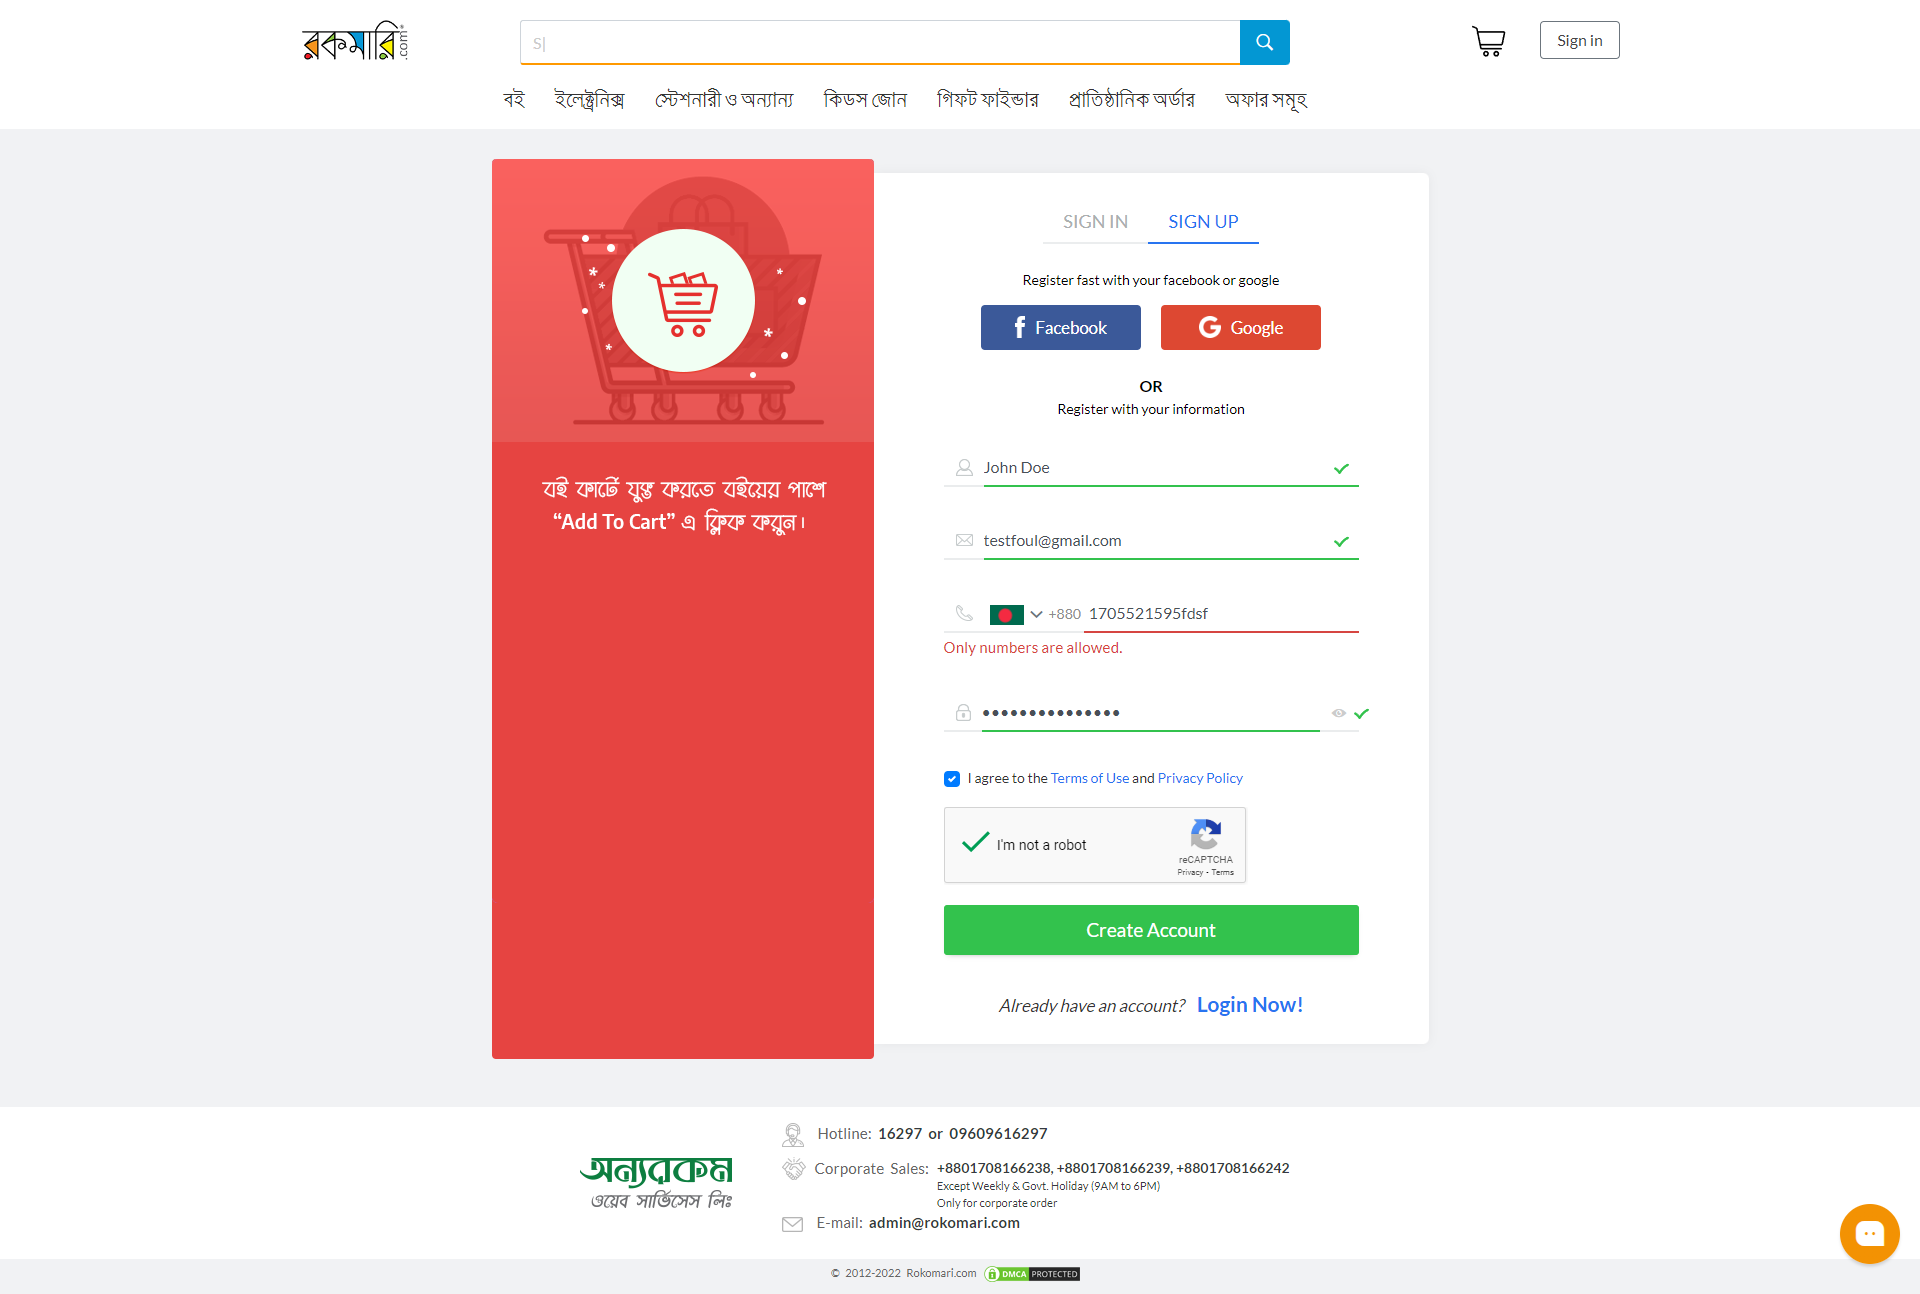 রকমারি.com
S|
Sign in
বই ইলেক্ট্রনিক্স স্টেশনারী ও অন্যান্য কিডস জোন গিফট ফাইন্ডার প্রাতিষ্ঠানিক অর্ডার অফার সমূহ
বই কার্টে যুক্ত করতে বইয়ের পাশে
“Add To Cart” এ ক্লিক করুন।
SIGN IN SIGN UP
Register fast with your facebook or google
Facebook Google
OR
Register with your information
John Doe
testfoul@gmail.com
+880 1705521595fdsf
Only numbers are allowed.
I agree to the Terms of Use and Privacy Policy
I'm not a robot
reCAPTCHA
Privacy - Terms
Create Account
Already have an account? Login Now!
অন্যরকম
ওয়েব সার্ভিসেস লিঃ
Hotline: 16297 or 09609616297
Corporate Sales: +8801708166238, +8801708166239, +8801708166242
Except Weekly & Govt. Holiday (9AM to 6PM)
Only for corporate order
E-mail: admin@rokomari.com
© 2012-2022 Rokomari.com DMCA PROTECTED